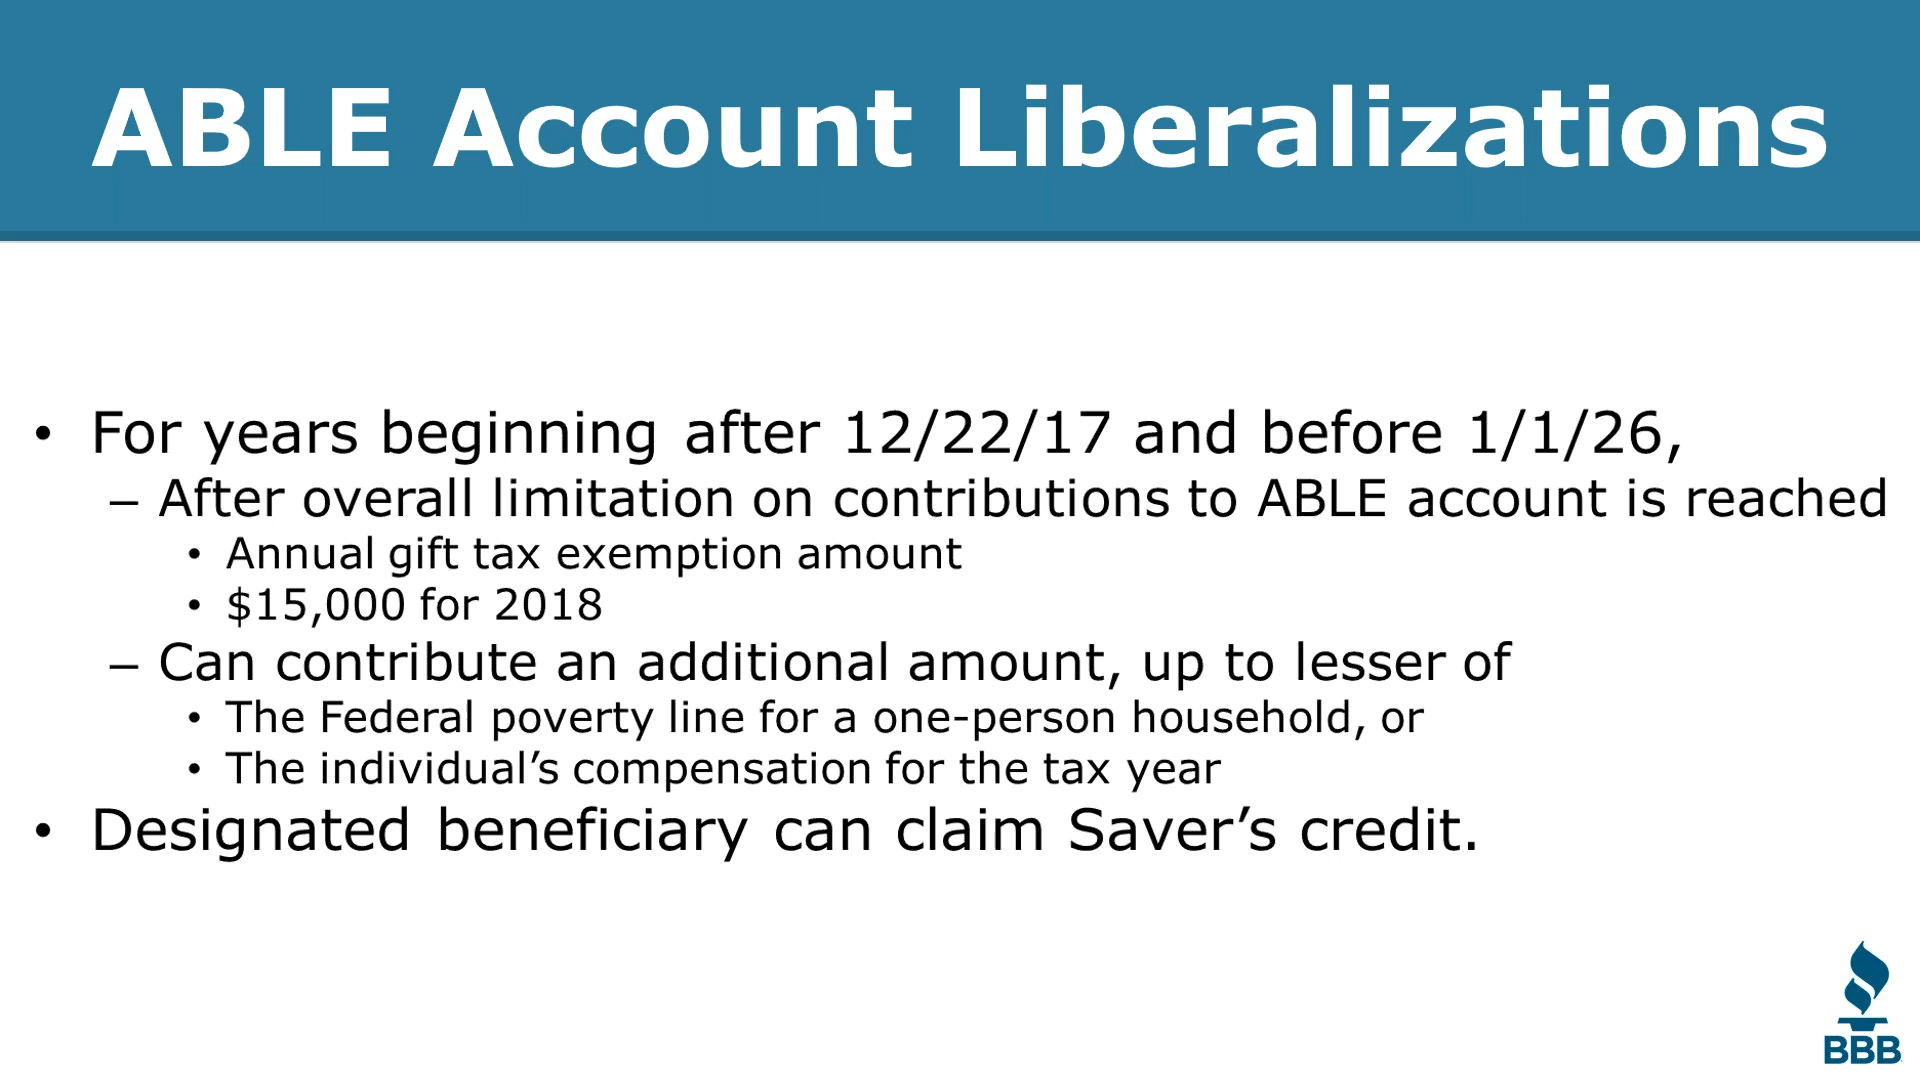 ABLE Account Liberalizations
• For years beginning after 12/22/17 and before 1/1/26,
– After overall limitation on contributions to ABLE account is reached
• Annual gift tax exemption amount
• $15,000 for 2018
– Can contribute an additional amount, up to lesser of
• The Federal poverty line for a one-person household, or
• The individual’s compensation for the tax year
• Designated beneficiary can claim Saver’s credit.
BBB